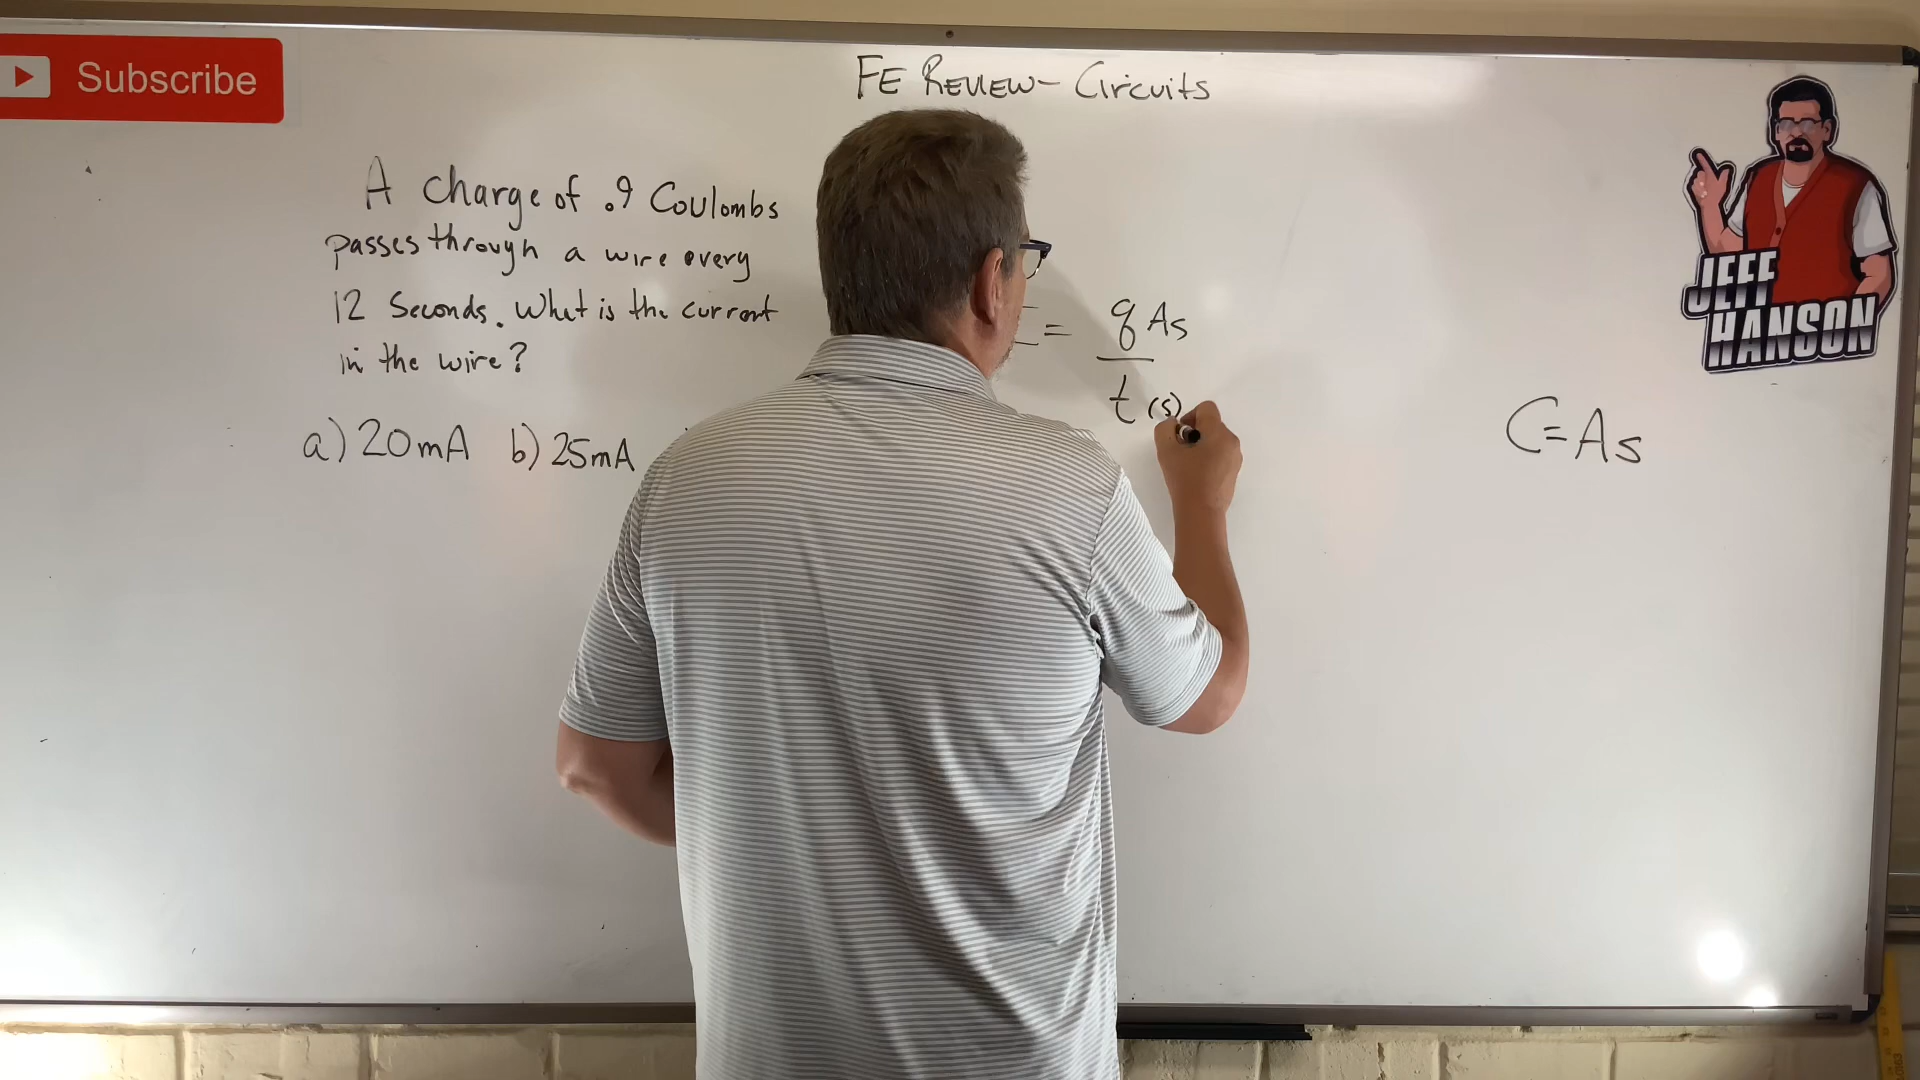 Subscribe
FE REVIEW- Circuits
A charge of .9 Coulombs
passes through a wire every
12 Seconds. What is the current
in the wire?
a) 20mA b) 25mA
= q As
t (s)
C=As
JEFF
HANSON